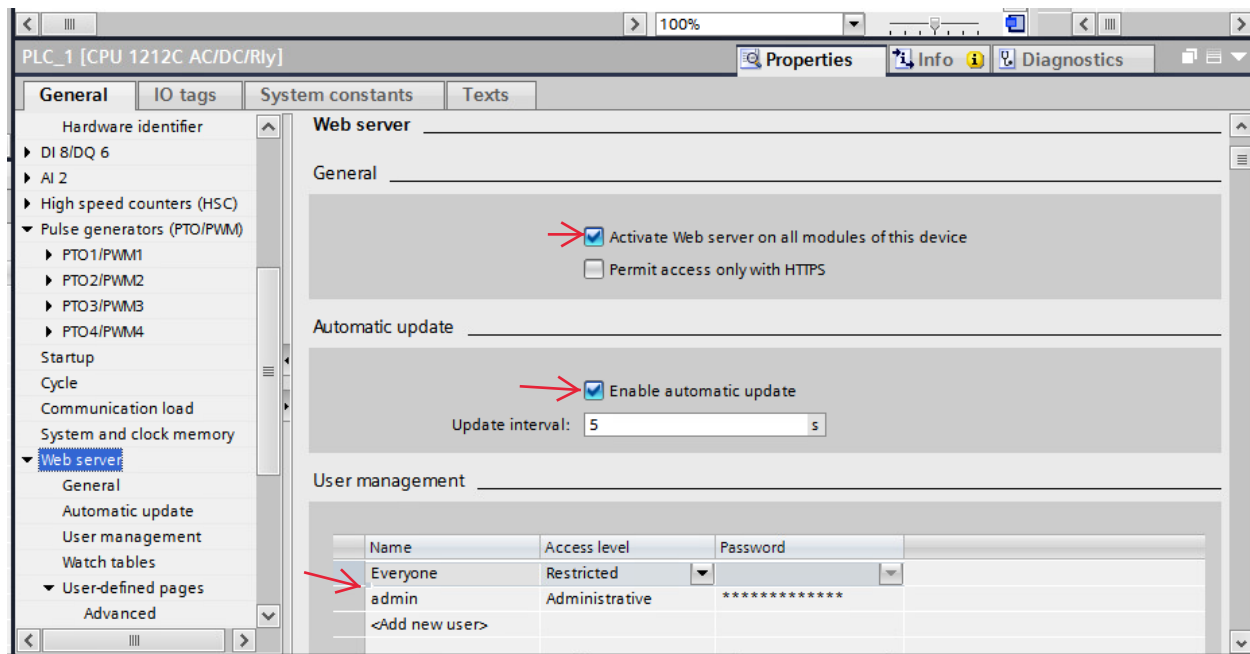 100%
PLC_1 [CPU 1212C AC/DC/Rly]
Properties
Info
Diagnostics
General
IO tags
System constants
Texts
Hardware identifier
DI 8/DQ 6
AI 2
High speed counters (HSC)
Pulse generators (PTO/PWM)
PTO1/PWM1
PTO2/PWM2
PTO3/PWM3
PTO4/PWM4
Startup
Cycle
Communication load
System and clock memory
Web server
General
Automatic update
User management
Watch tables
User-defined pages
Advanced
Web server
General
Activate Web server on all modules of this device
Permit access only with HTTPS
Automatic update
Enable automatic update
Update interval: 5 s
User management
Name Access level Password
Everyone Restricted
admin Administrative *************
<Add new user>